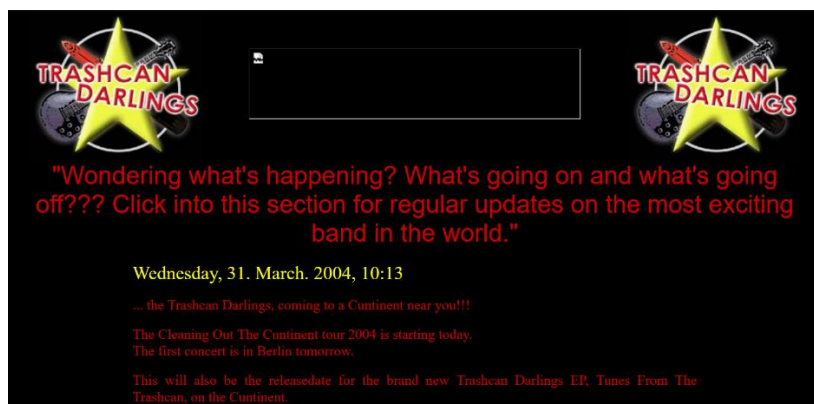 TRASHCAN
DARLINGS
TRASHCAN
DARLINGS
"Wondering what's happening? What's going on and what's going
off??? Click into this section for regular updates on the most exciting
band in the world."
Wednesday, 31. March. 2004, 10:13
... the Trashcan Darlings, coming to a Cuntinent near you!!!
The Cleaning Out The Cuntinent tour 2004 is starting today.
The first concert is in Berlin tomorrow.
This will also be the releasedate for the brand new Trashcan Darlings EP, Tunes From The
Trashcan, on the Cuntinent.